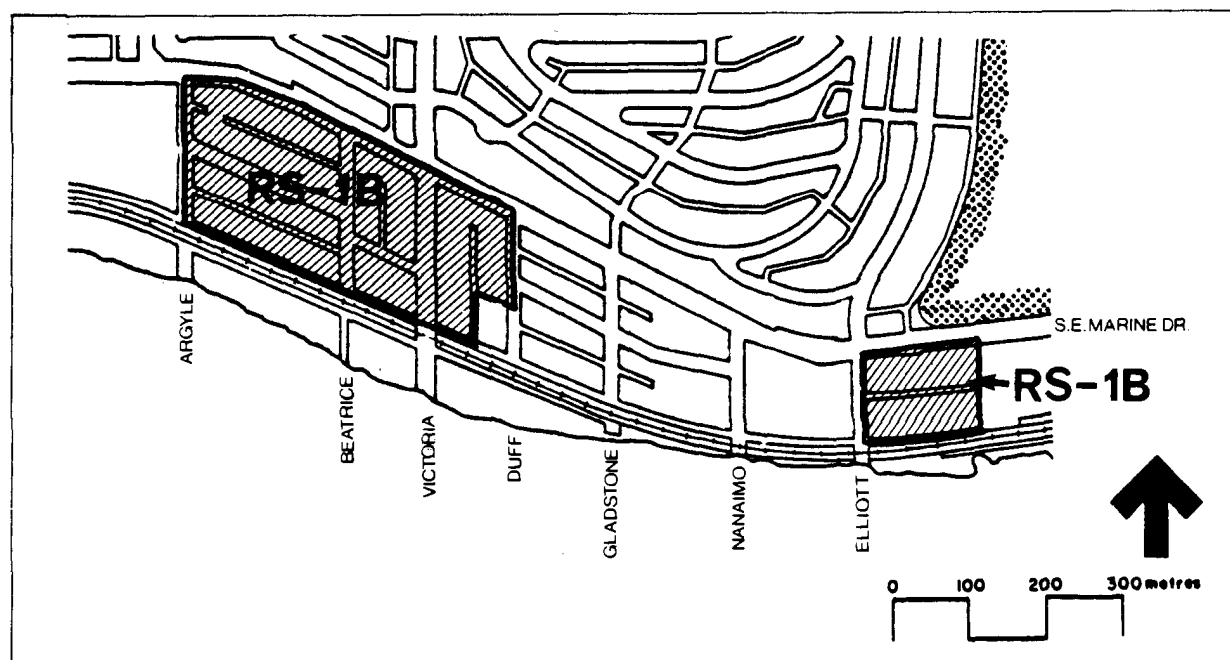 RS-1B
S.E. MARINE DR.
RS-1B
ARGYLE
BEATRICE
VICTORIA
DUFF
GLADSTONE
NANAIMO
ELLIOTT
0 100 200 300 metres